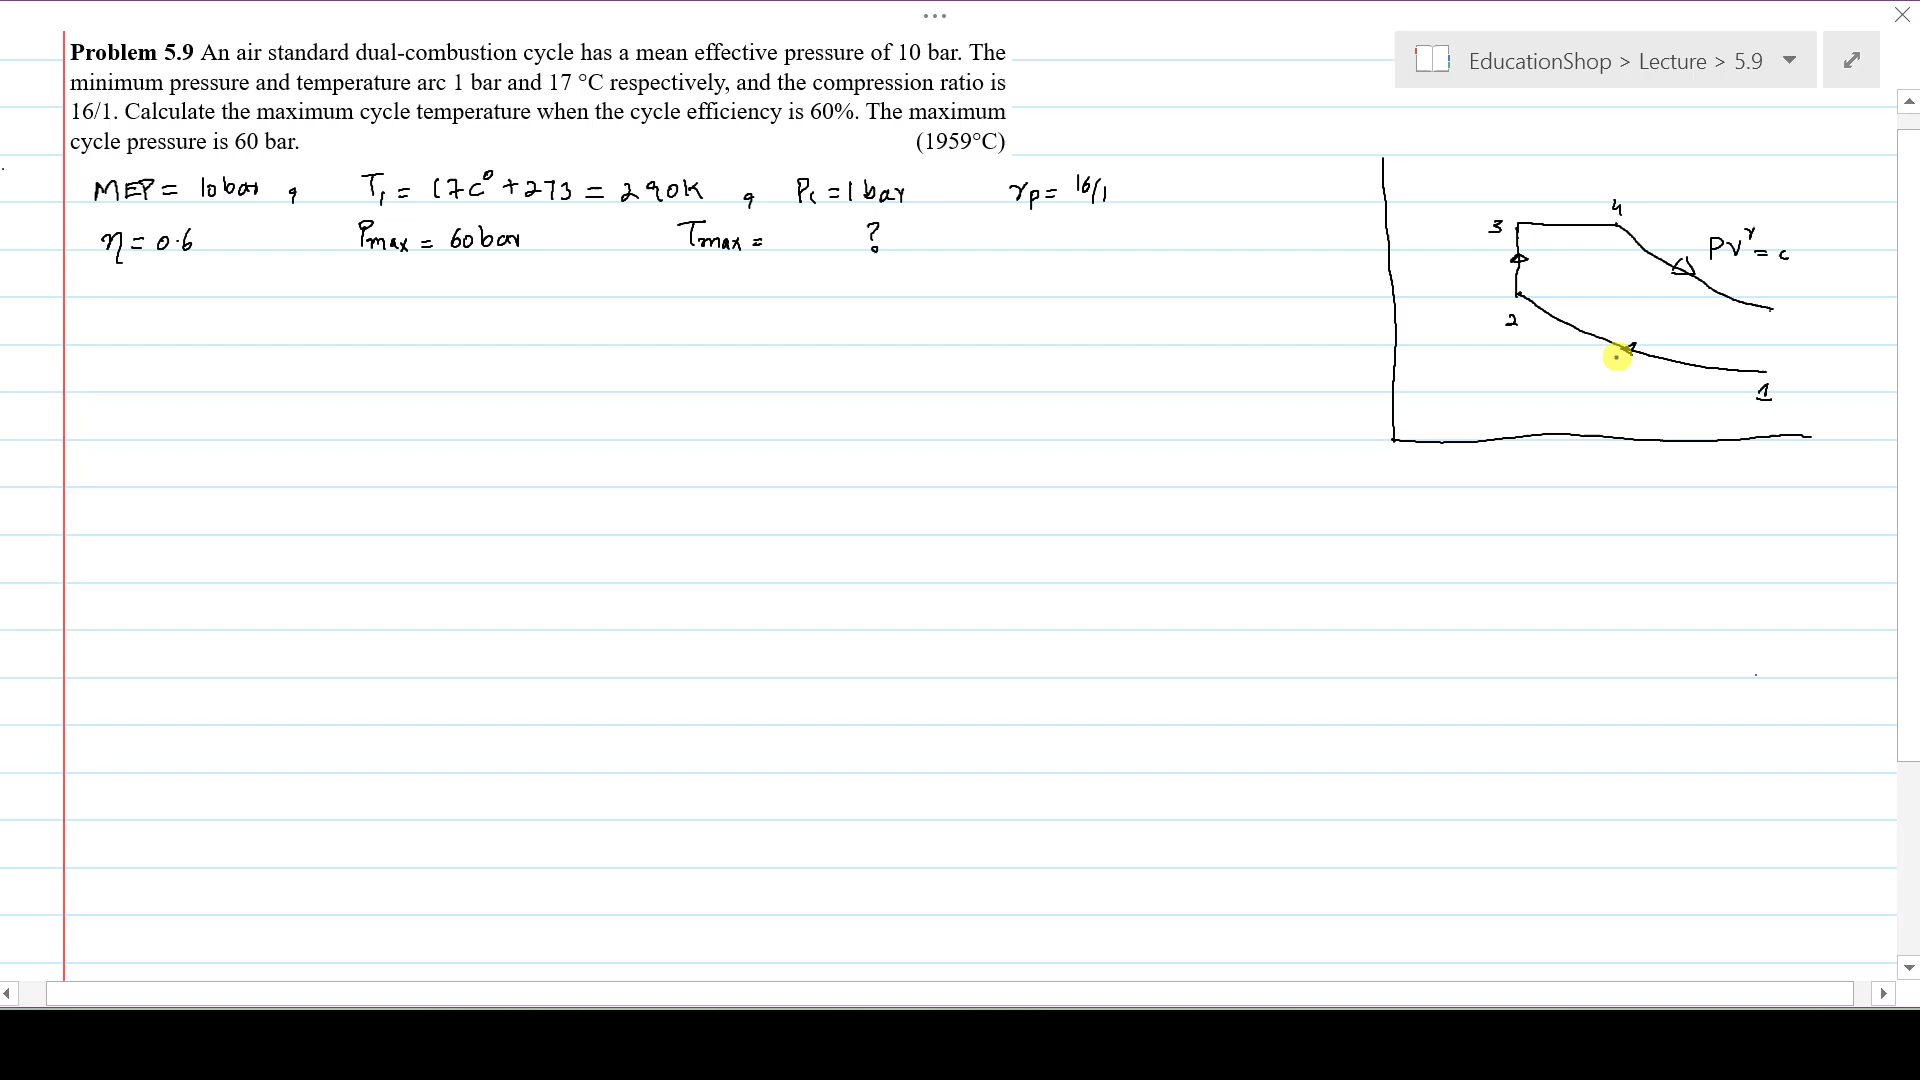 Problem 5.9 An air standard dual-combustion cycle has a mean effective pressure of 10 bar. The
minimum pressure and temperature arc 1 bar and 17 °C respectively, and the compression ratio is
16/1. Calculate the maximum cycle temperature when the cycle efficiency is 60%. The maximum
cycle pressure is 60 bar. (1959°C)
EducationShop > Lecture > 5.9
MEP = 10 bar, T₁ = 17c° + 273 = 290K, P₁ = 1 bar rp = 16/1
η = 0.6 Pmax = 60 bar Tmax = ?
3
4
PVʳ = c
2
1